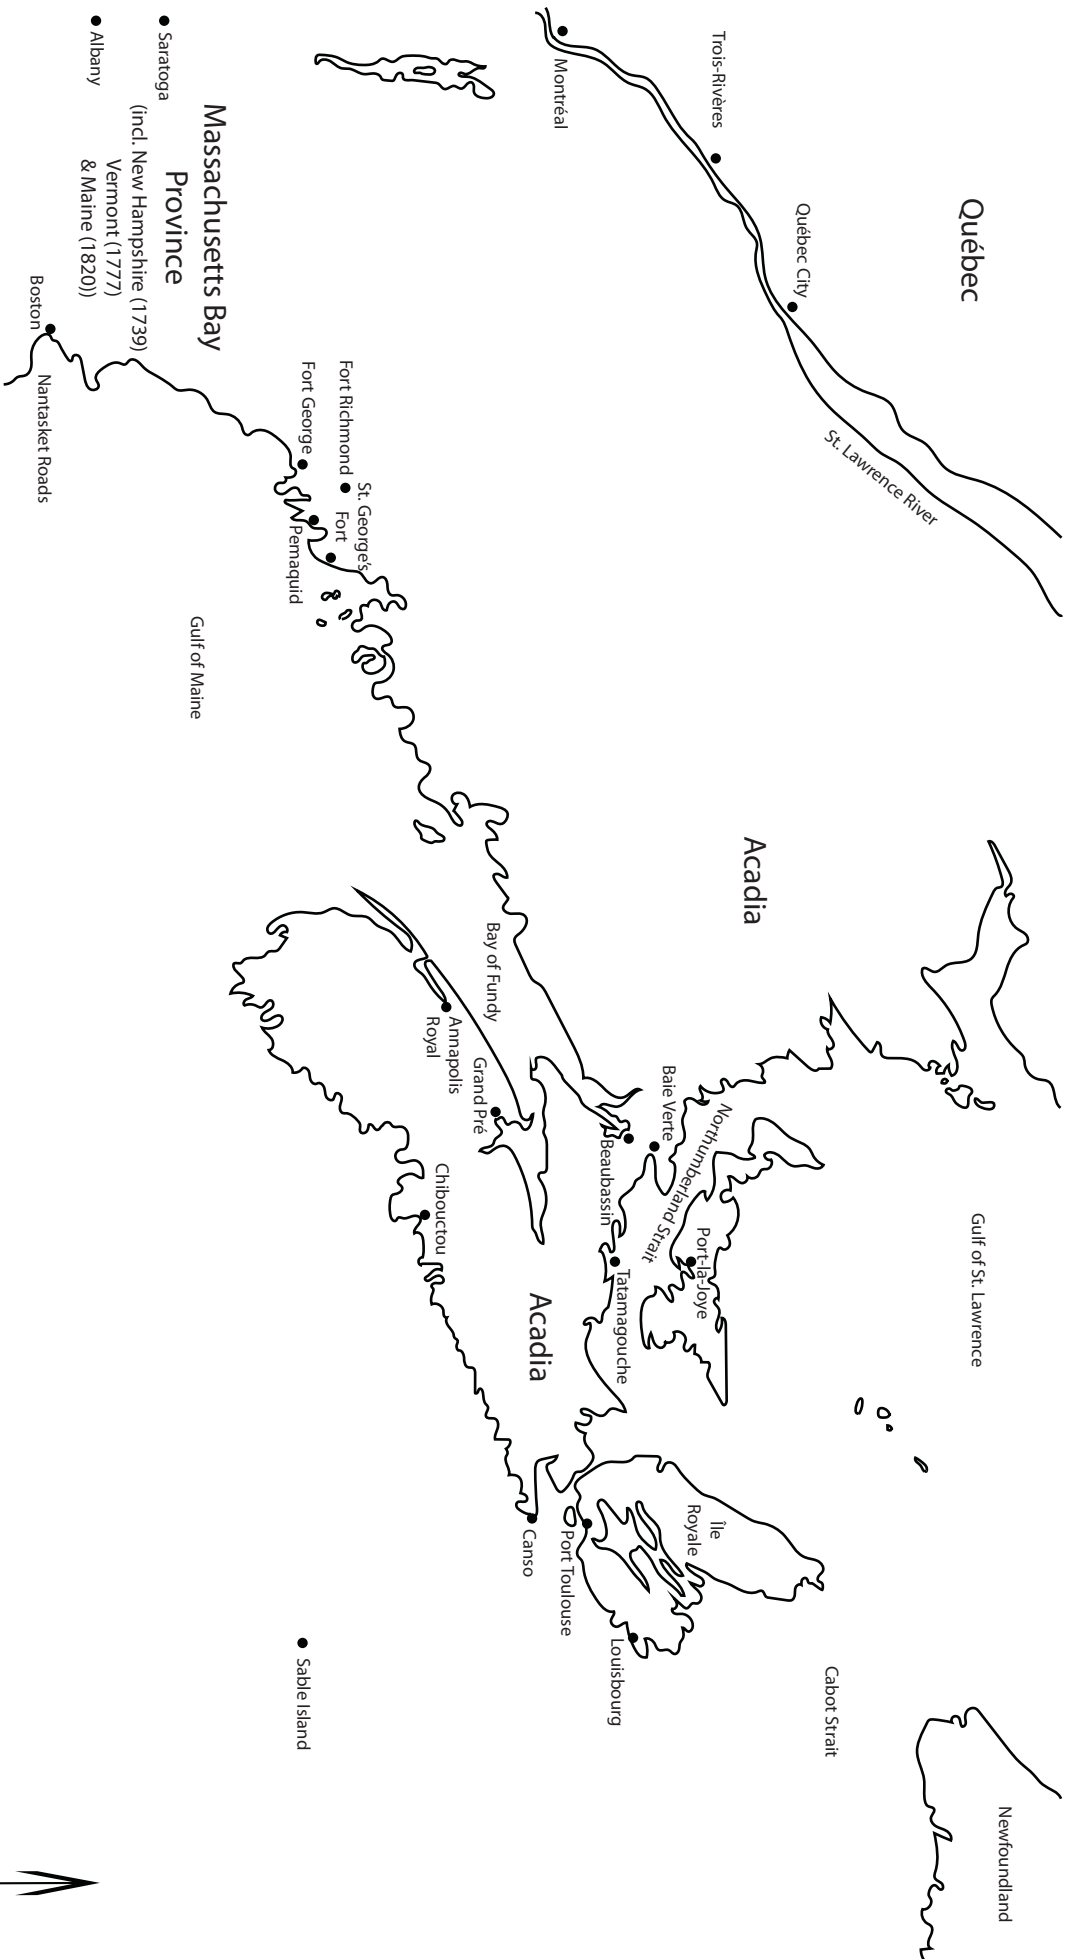 Québec
Trois-Rivères
Montréal
Québec City
St. Lawrence River
Saratoga
Albany
Massachusetts Bay
Province
(incl. New Hampshire (1739)
Vermont (1777)
& Maine (1820))
Boston
Nantasket Roads
Fort George
Fort Richmond
St. George's
Fort
Pemaquid
Gulf of Maine
Acadia
Bay of Fundy
Annapolis
Royal
Grand Pré
Baie Verte
Beaubassin
Northumberland Strait
Port-la-Joye
Tatamagouche
Chibouctou
Acadia
Gulf of St. Lawrence
Île
Royale
Canso
Port Toulouse
Louisbourg
Sable Island
Cabot Strait
Newfoundland